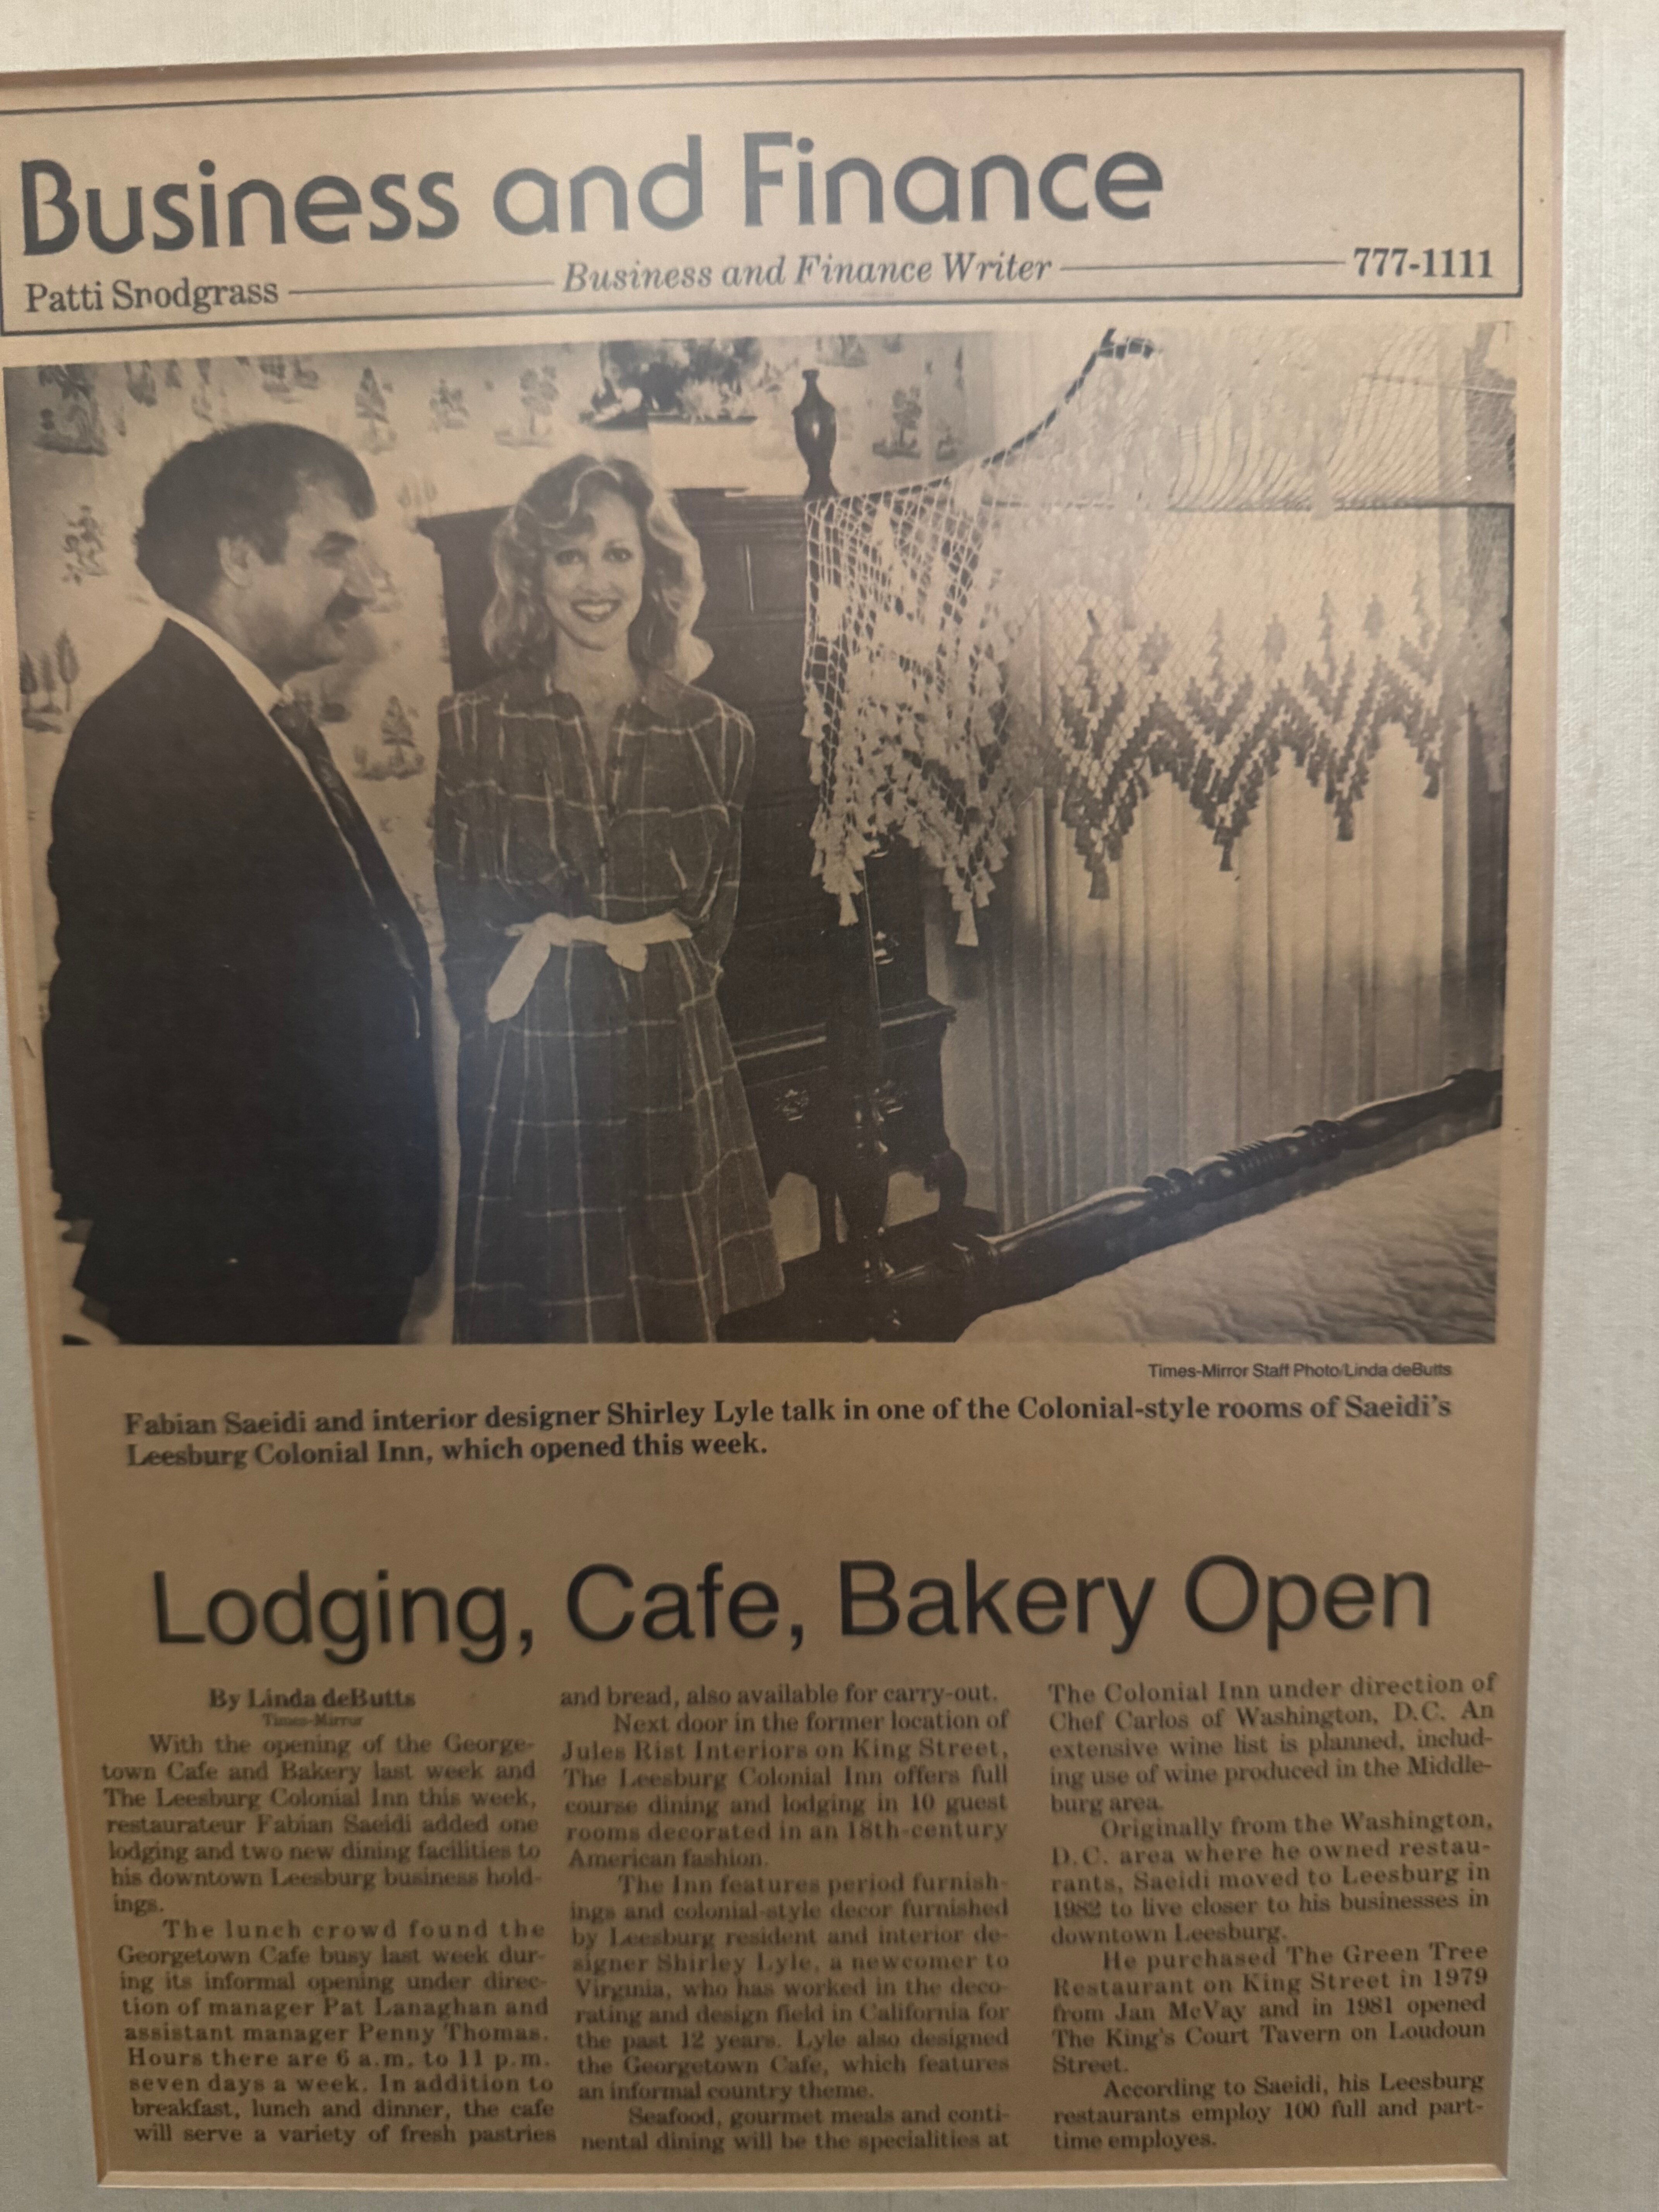 Business and Finance
Patti Snodgrass Business and Finance Writer 777-1111
Times-Mirror Staff Photo/Linda deButts
Fabian Saeidi and interior designer Shirley Lyle talk in one of the Colonial-style rooms of Saeidi's
Leesburg Colonial Inn, which opened this week.
Lodging, Cafe, Bakery Open
By Linda deButts
Times-Mirror
With the opening of the George-
town Cafe and Bakery last week and
The Leesburg Colonial Inn this week,
restaurateur Fabian Saeidi added one
lodging and two new dining facilities to
his downtown Leesburg business hold-
ings.
The lunch crowd found the
Georgetown Cafe busy last week dur-
ing its informal opening under direc-
tion of manager Pat Lanaghan and
assistant manager Penny Thomas.
Hours there are 6 a.m. to 11 p.m.
seven days a week. In addition to
breakfast, lunch and dinner, the cafe
will serve a variety of fresh pastries
and bread, also available for carry-out.
Next door in the former location of
Jules Rist Interiors on King Street,
The Leesburg Colonial Inn offers full
course dining and lodging in 10 guest
rooms decorated in an 18th-century
American fashion.
The Inn features period furnish-
ings and colonial-style decor furnished
by Leesburg resident and interior de-
signer Shirley Lyle, a newcomer to
Virginia, who has worked in the deco-
rating and design field in California for
the past 12 years. Lyle also designed
the Georgetown Cafe, which features
an informal country theme.
Seafood, gourmet meals and conti-
nental dining will be the specialities at
The Colonial Inn under direction of
Chef Carlos of Washington, D.C. An
extensive wine list is planned, includ-
ing use of wine produced in the Middle-
burg area.
Originally from the Washington,
D.C. area where he owned restau-
rants, Saeidi moved to Leesburg in
1982 to live closer to his businesses in
downtown Leesburg.
He purchased The Green Tree
Restaurant on King Street in 1979
from Jan McVay and in 1981 opened
The King's Court Tavern on Loudoun
Street.
According to Saeidi, his Leesburg
restaurants employ 100 full and part-
time employes.